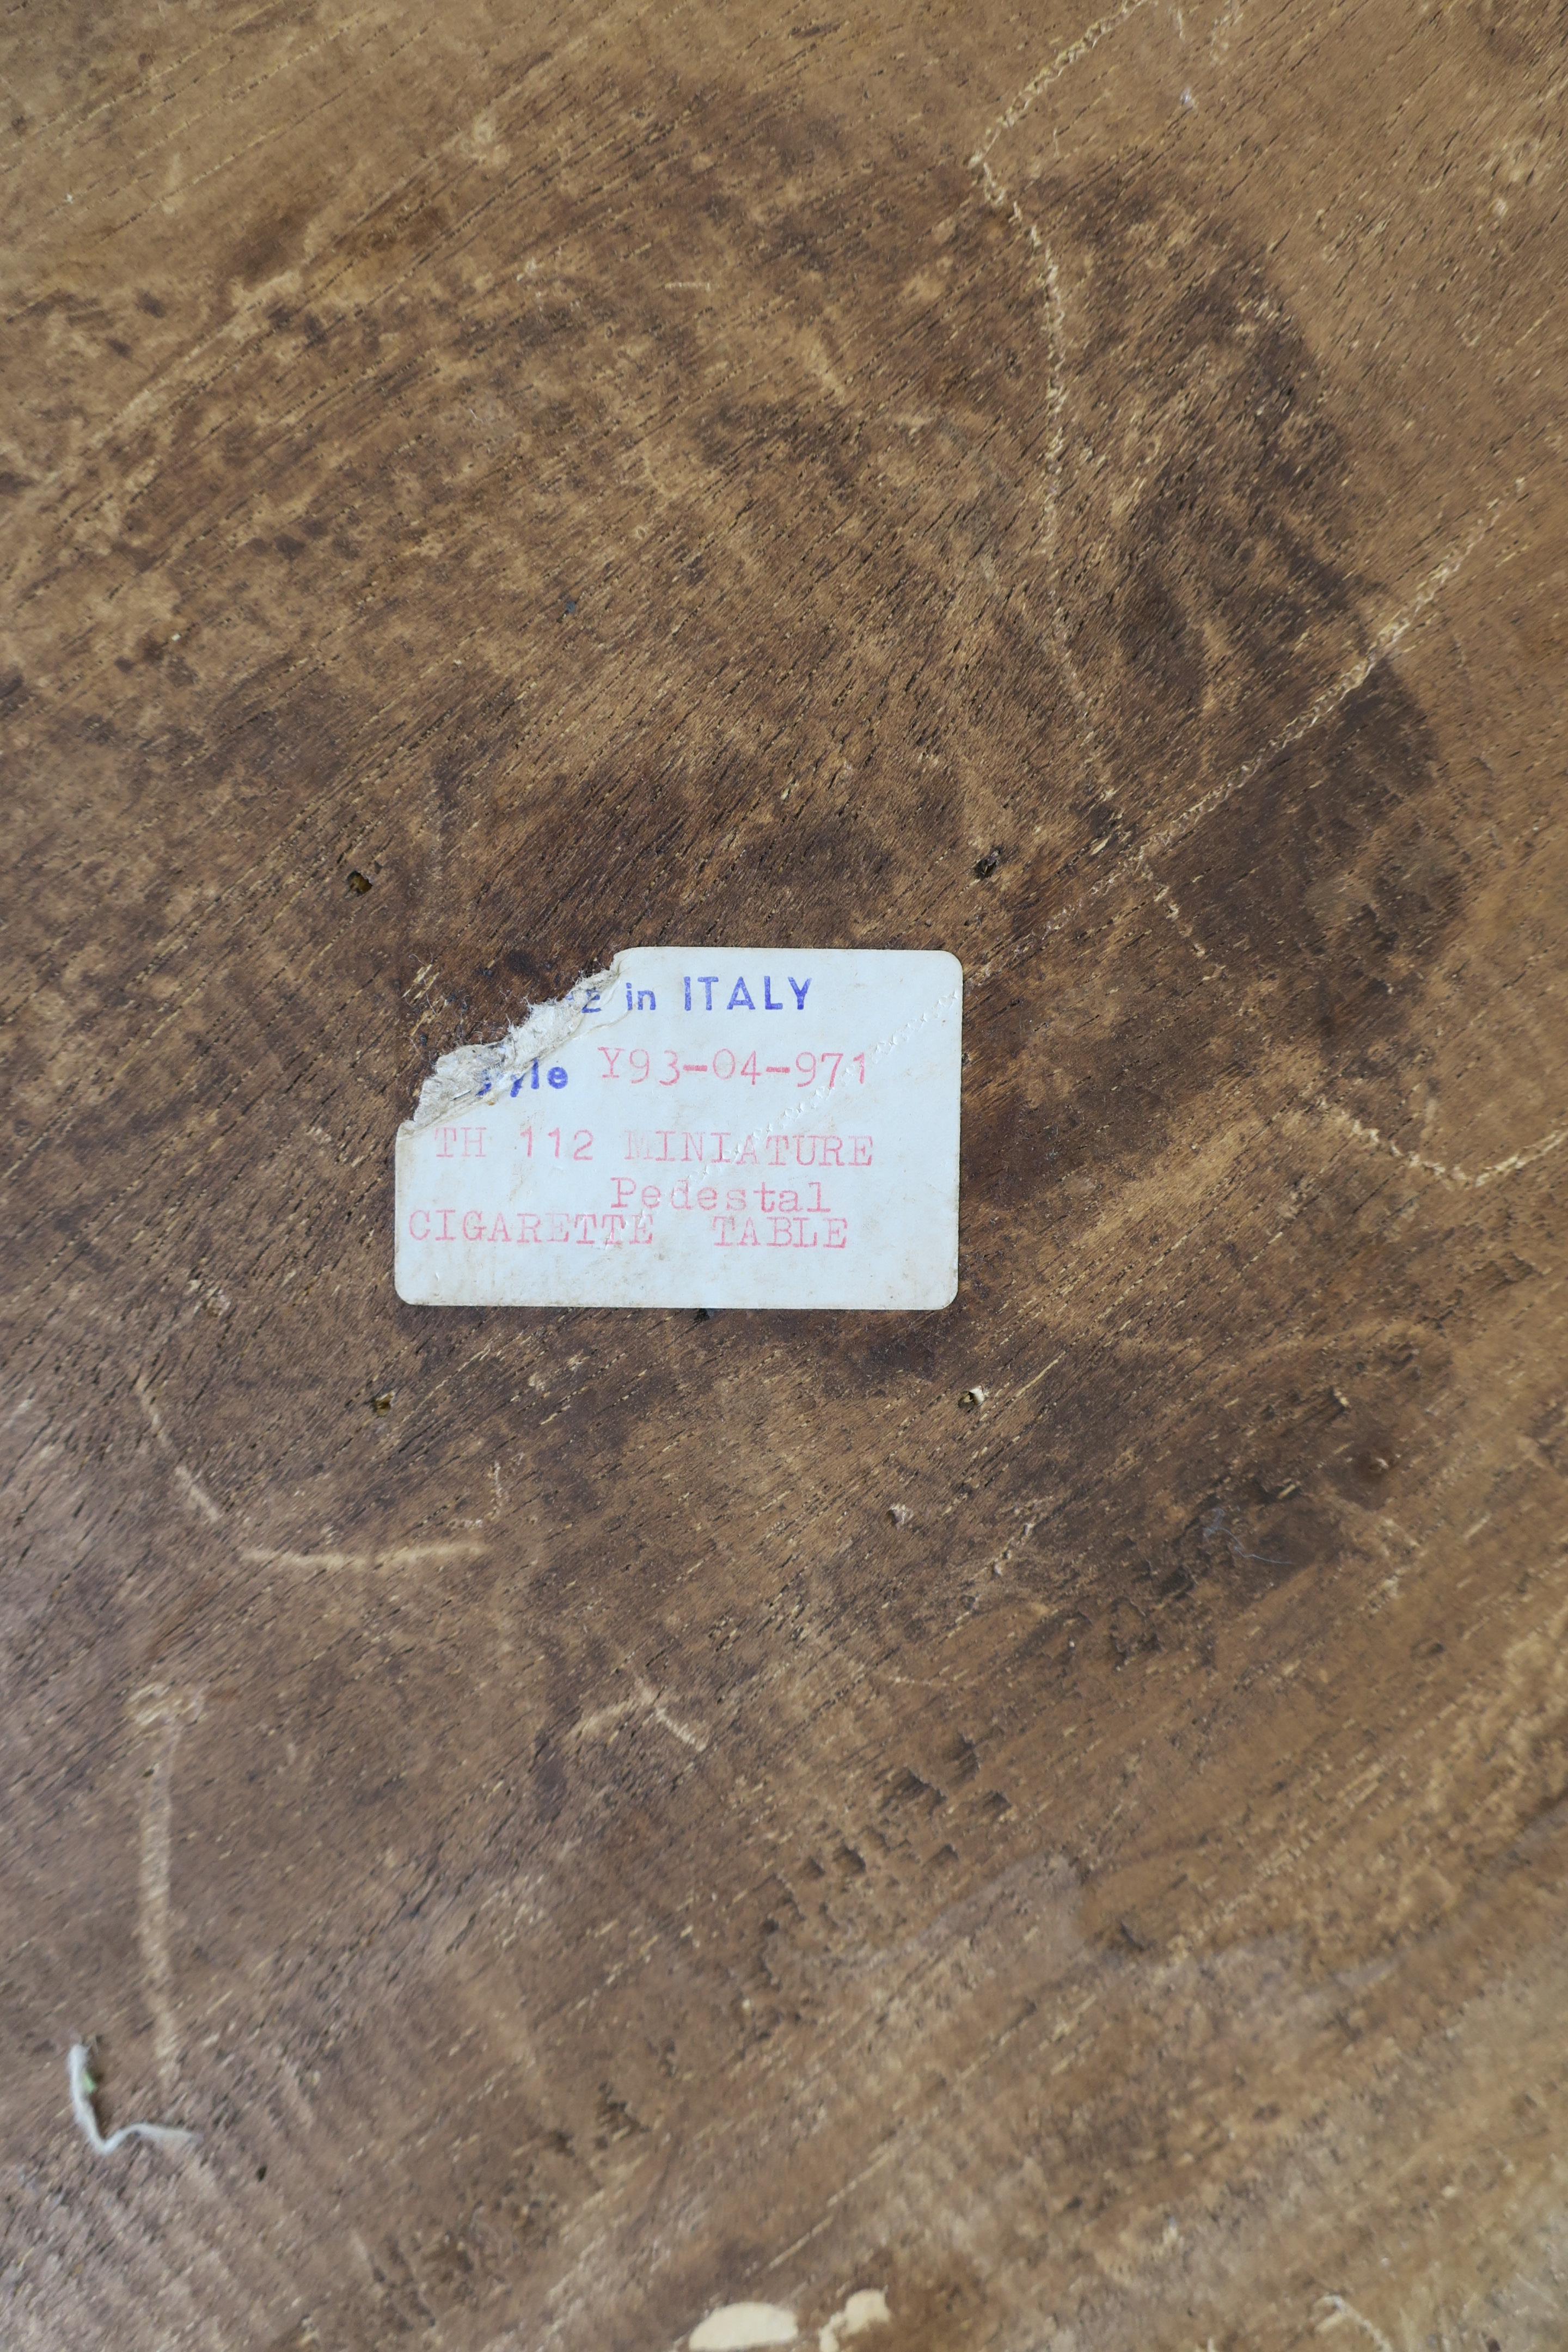 in ITALY
Y93-04-971
TH 112 MINIATURE
Pedestal
CIGARETTE TABLE